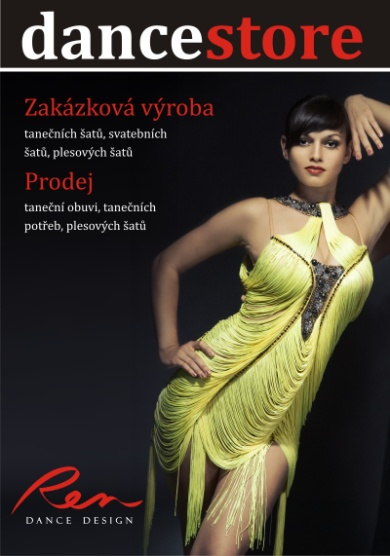 dancestore
Zakázková výroba
tanečních šatů, svatebních
šatů, plesových šatů
Prodej
taneční obuvi, tanečních
potřeb, plesových šatů
Ren
DANCE DESIGN